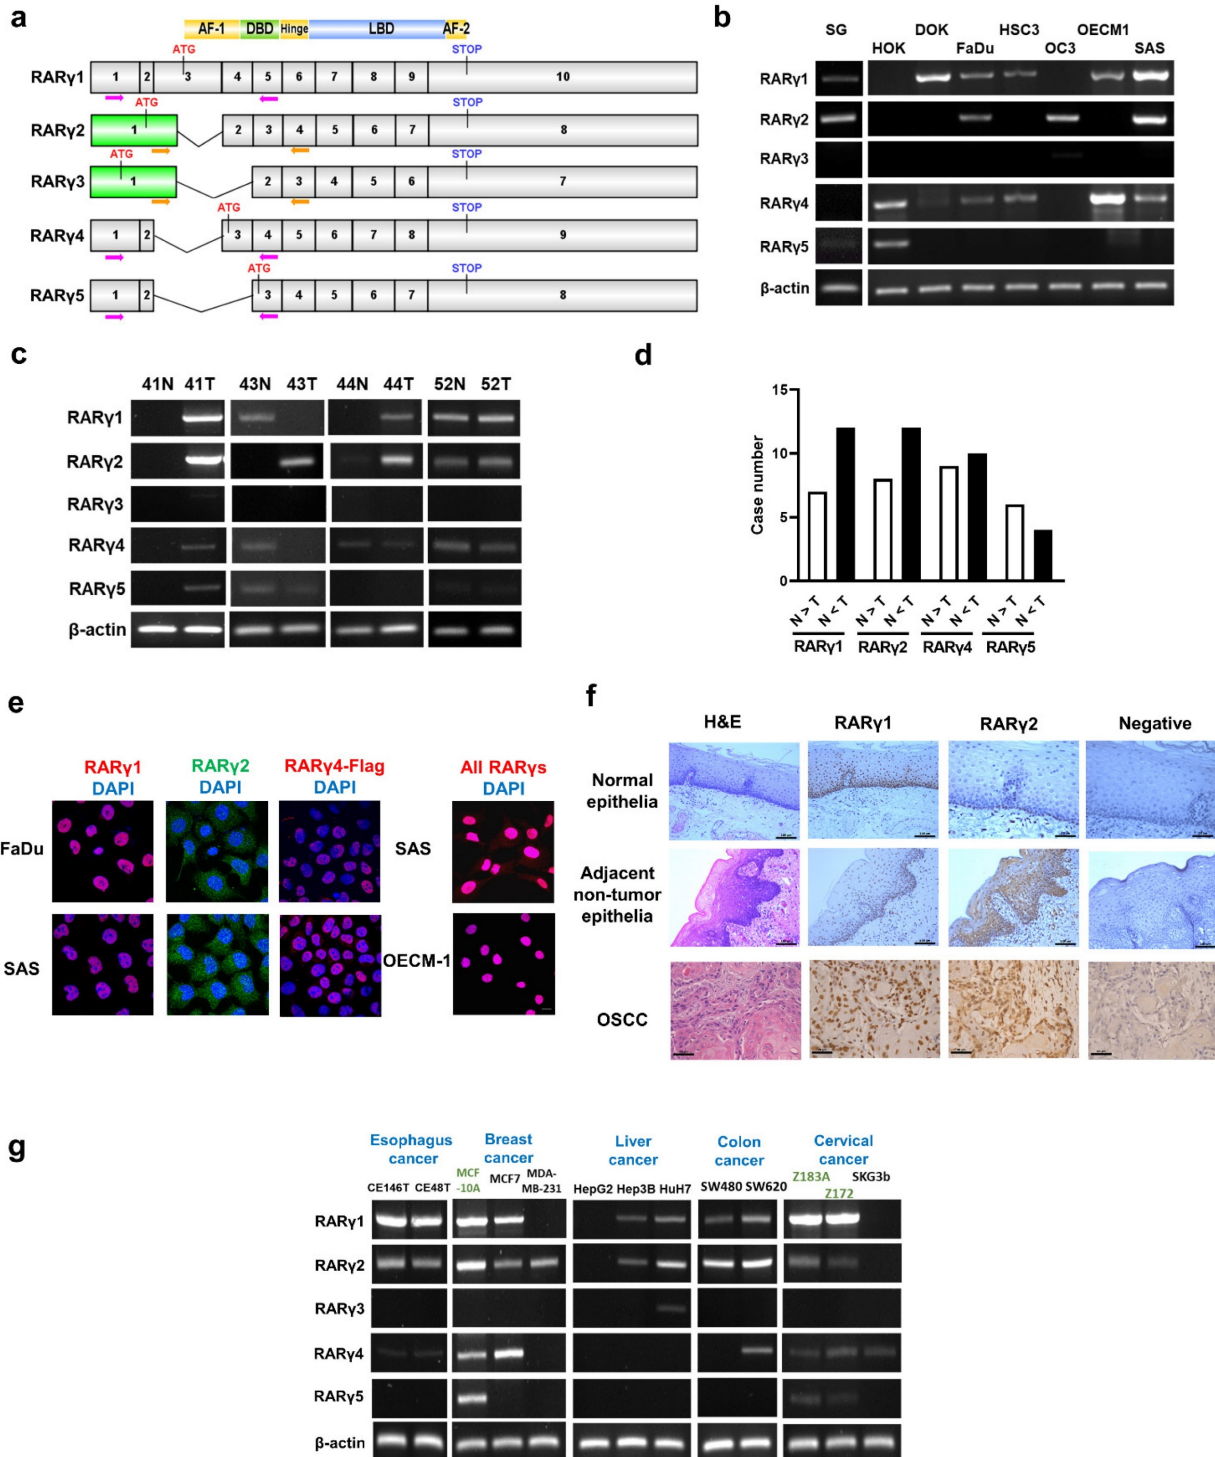 a
AF-1 DBD Hinge LBD AF-2
ATG STOP
RARγ1 1 2 3 4 5 6 7 8 9 10
ATG STOP
RARγ2 1 2 3 4 5 6 7 8
ATG STOP
RARγ3 1 2 3 4 5 6 7
ATG STOP
RARγ4 1 2 3 4 5 6 7 8 9
ATG STOP
RARγ5 1 2 3 4 5 6 7 8
b
SG DOK HSC3 OECM1
HOK FaDu OC3 SAS
RARγ1
RARγ2
RARγ3
RARγ4
RARγ5
β-actin
c
41N 41T 43N 43T 44N 44T 52N 52T
RARγ1
RARγ2
RARγ3
RARγ4
RARγ5
β-actin
d
15
10
5
0
Case number
N > T N < T N > T N < T N > T N < T N > T N < T
RARγ1 RARγ2 RARγ4 RARγ5
e
RARγ1 RARγ2 RARγ4-Flag All RARγs
DAPI DAPI DAPI DAPI
FaDu SAS
SAS OECM-1
f
H&E RARγ1 RARγ2 Negative
Normal
epithelia
Adjacent
non-tumor
epithelia
OSCC
g
Esophagus Breast Liver Colon Cervical
cancer cancer cancer cancer cancer
CE146T CE48T MCF-10A MCF7 MDA-MB-231 HepG2 Hep3B HuH7 SW480 SW620 Z183A Z172 SKG3b
RARγ1
RARγ2
RARγ3
RARγ4
RARγ5
β-actin